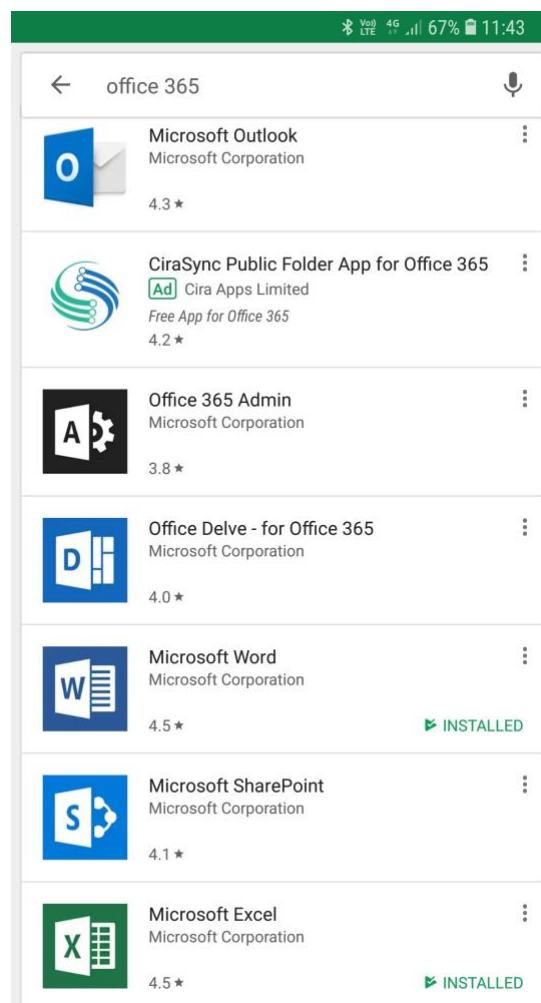 Vo)) LTE 4G 67% 11:43
office 365
Microsoft Outlook
Microsoft Corporation
4.3 ★
CiraSync Public Folder App for Office 365
Ad Cira Apps Limited
Free App for Office 365
4.2 ★
Office 365 Admin
Microsoft Corporation
3.8 ★
Office Delve - for Office 365
Microsoft Corporation
4.0 ★
Microsoft Word
Microsoft Corporation
4.5 ★ INSTALLED
Microsoft SharePoint
Microsoft Corporation
4.1 ★
Microsoft Excel
Microsoft Corporation
4.5 ★ INSTALLED